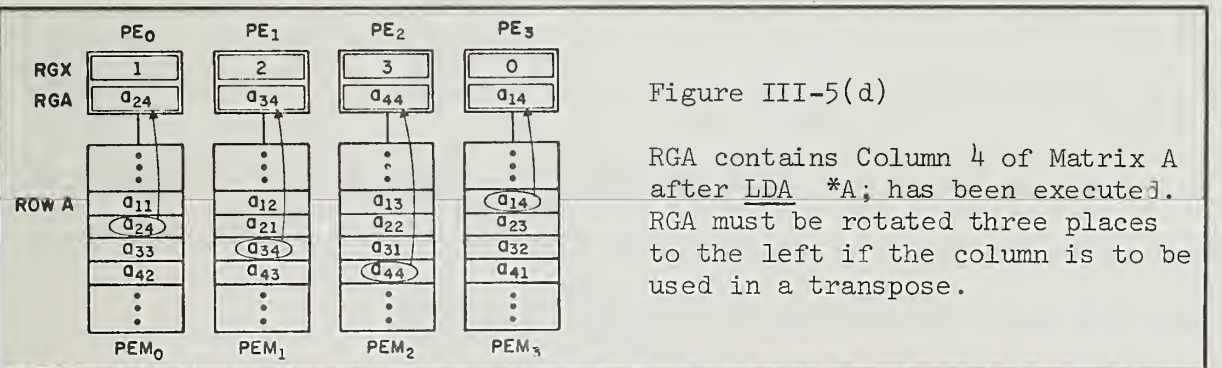 PE0 PE1 PE2 PE3
RGX 1 2 3 0
RGA a24 a34 a44 a14
ROW A a11 a12 a13 a14
a24 a21 a22 a23
a33 a34 a31 a32
a42 a43 a44 a41
PEM0 PEM1 PEM2 PEM3
Figure III-5(d)
RGA contains Column 4 of Matrix A
after LDA *A; has been executed.
RGA must be rotated three places
to the left if the column is to be
used in a transpose.